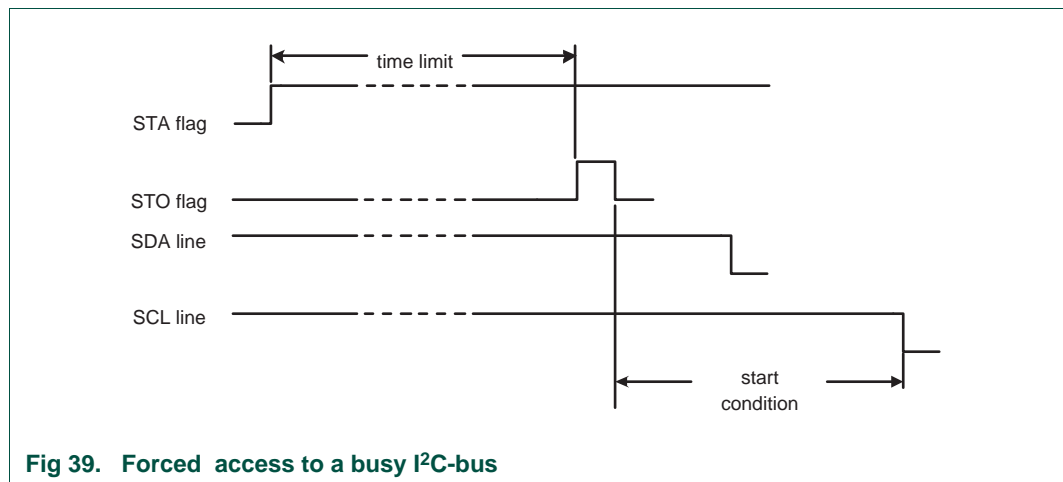 time limit
STA flag
STO flag
SDA line
SCL line
start
condition
Fig 39. Forced access to a busy I²C-bus